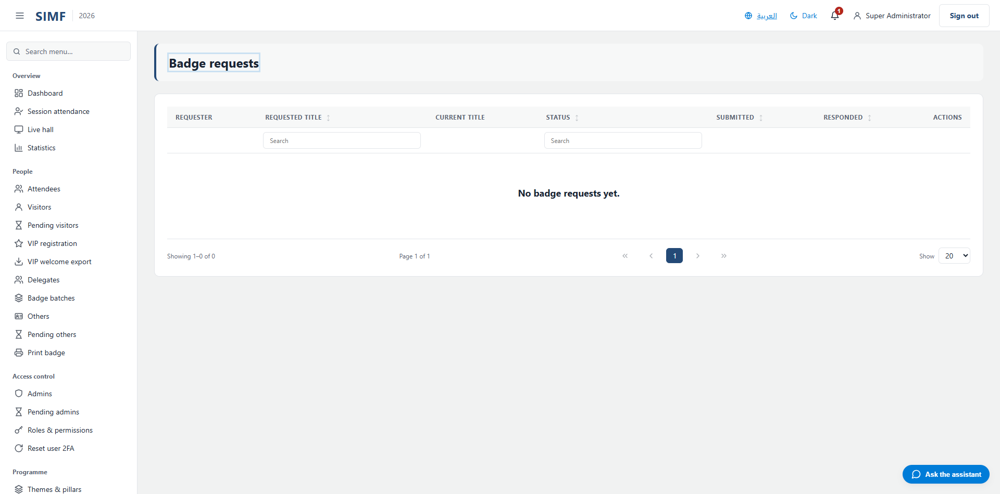 SIMF 2026
العربية
Dark
1
Super Administrator
Sign out
Search menu...
Overview
Dashboard
Session attendance
Live hall
Statistics
People
Attendees
Visitors
Pending visitors
VIP registration
VIP welcome export
Delegates
Badge batches
Others
Pending others
Print badge
Access control
Admins
Pending admins
Roles & permissions
Reset user 2FA
Programme
Themes & pillars
Badge requests
REQUESTER REQUESTED TITLE CURRENT TITLE STATUS SUBMITTED RESPONDED ACTIONS
Search Search
No badge requests yet.
Showing 1–0 of 0 Page 1 of 1 « ‹ 1 › » Show 20
Ask the assistant